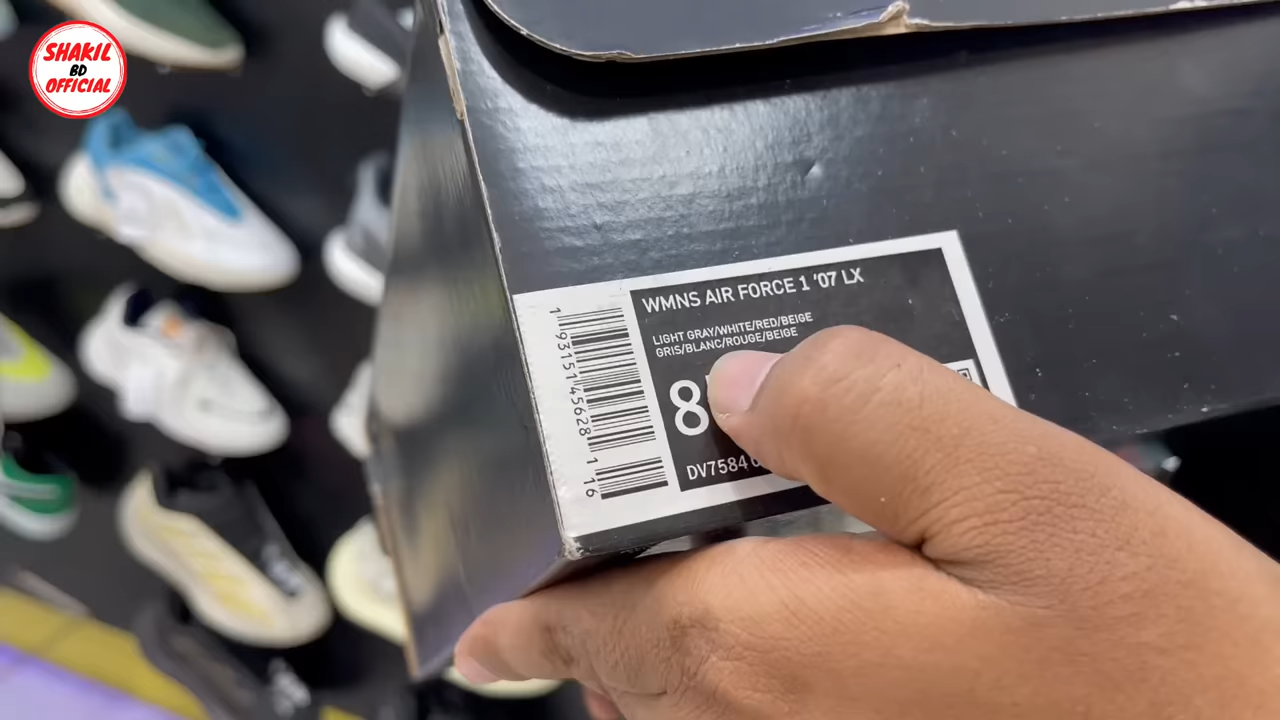 SHAKIL
BD
OFFICIAL
WMNS AIR FORCE 1 '07 LX
LIGHT GRAY/WHITE/RED/BEIGE
GRIS/BLANC/ROUGE/BEIGE
8
DV7584
1 93151 45628 1 16